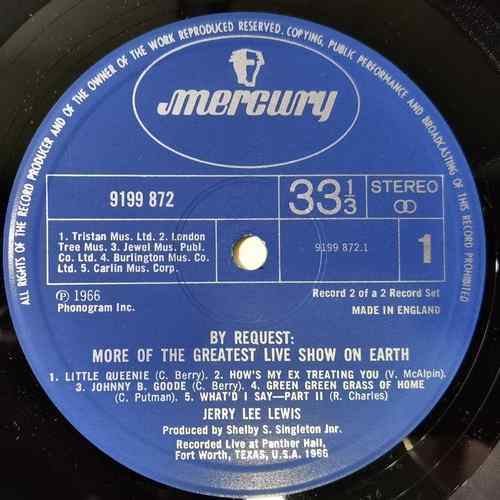 ALL RIGHTS OF THE RECORD PRODUCER AND OF THE OWNER OF THE WORK REPRODUCED RESERVED. COPYING, PUBLIC PERFORMANCE AND BROADCASTING OF THIS RECORD PROHIBITED
mercury
9199 872
33 1/3
STEREO
1. Tristan Mus. Ltd. 2. London
Tree Mus. 3. Jewel Mus. Publ.
Co. Ltd. 4. Burlington Mus. Co.
Ltd. 5. Carlin Mus. Corp.
9199 872.1
1
℗ 1966
Phonogram Inc.
Record 2 of a 2 Record Set
MADE IN ENGLAND
BY REQUEST:
MORE OF THE GREATEST LIVE SHOW ON EARTH
1. LITTLE QUEENIE (C. Berry). 2. HOW'S MY EX TREATING YOU (V. McAlpin).
3. JOHNNY B. GOODE (C. Berry). 4. GREEN GREEN GRASS OF HOME
(C. Putman). 5. WHAT'D I SAY—PART II (R. Charles)
JERRY LEE LEWIS
Produced by Shelby S. Singleton Jnr.
Recorded Live at Panther Hall,
Fort Worth, TEXAS, U.S.A. 1966